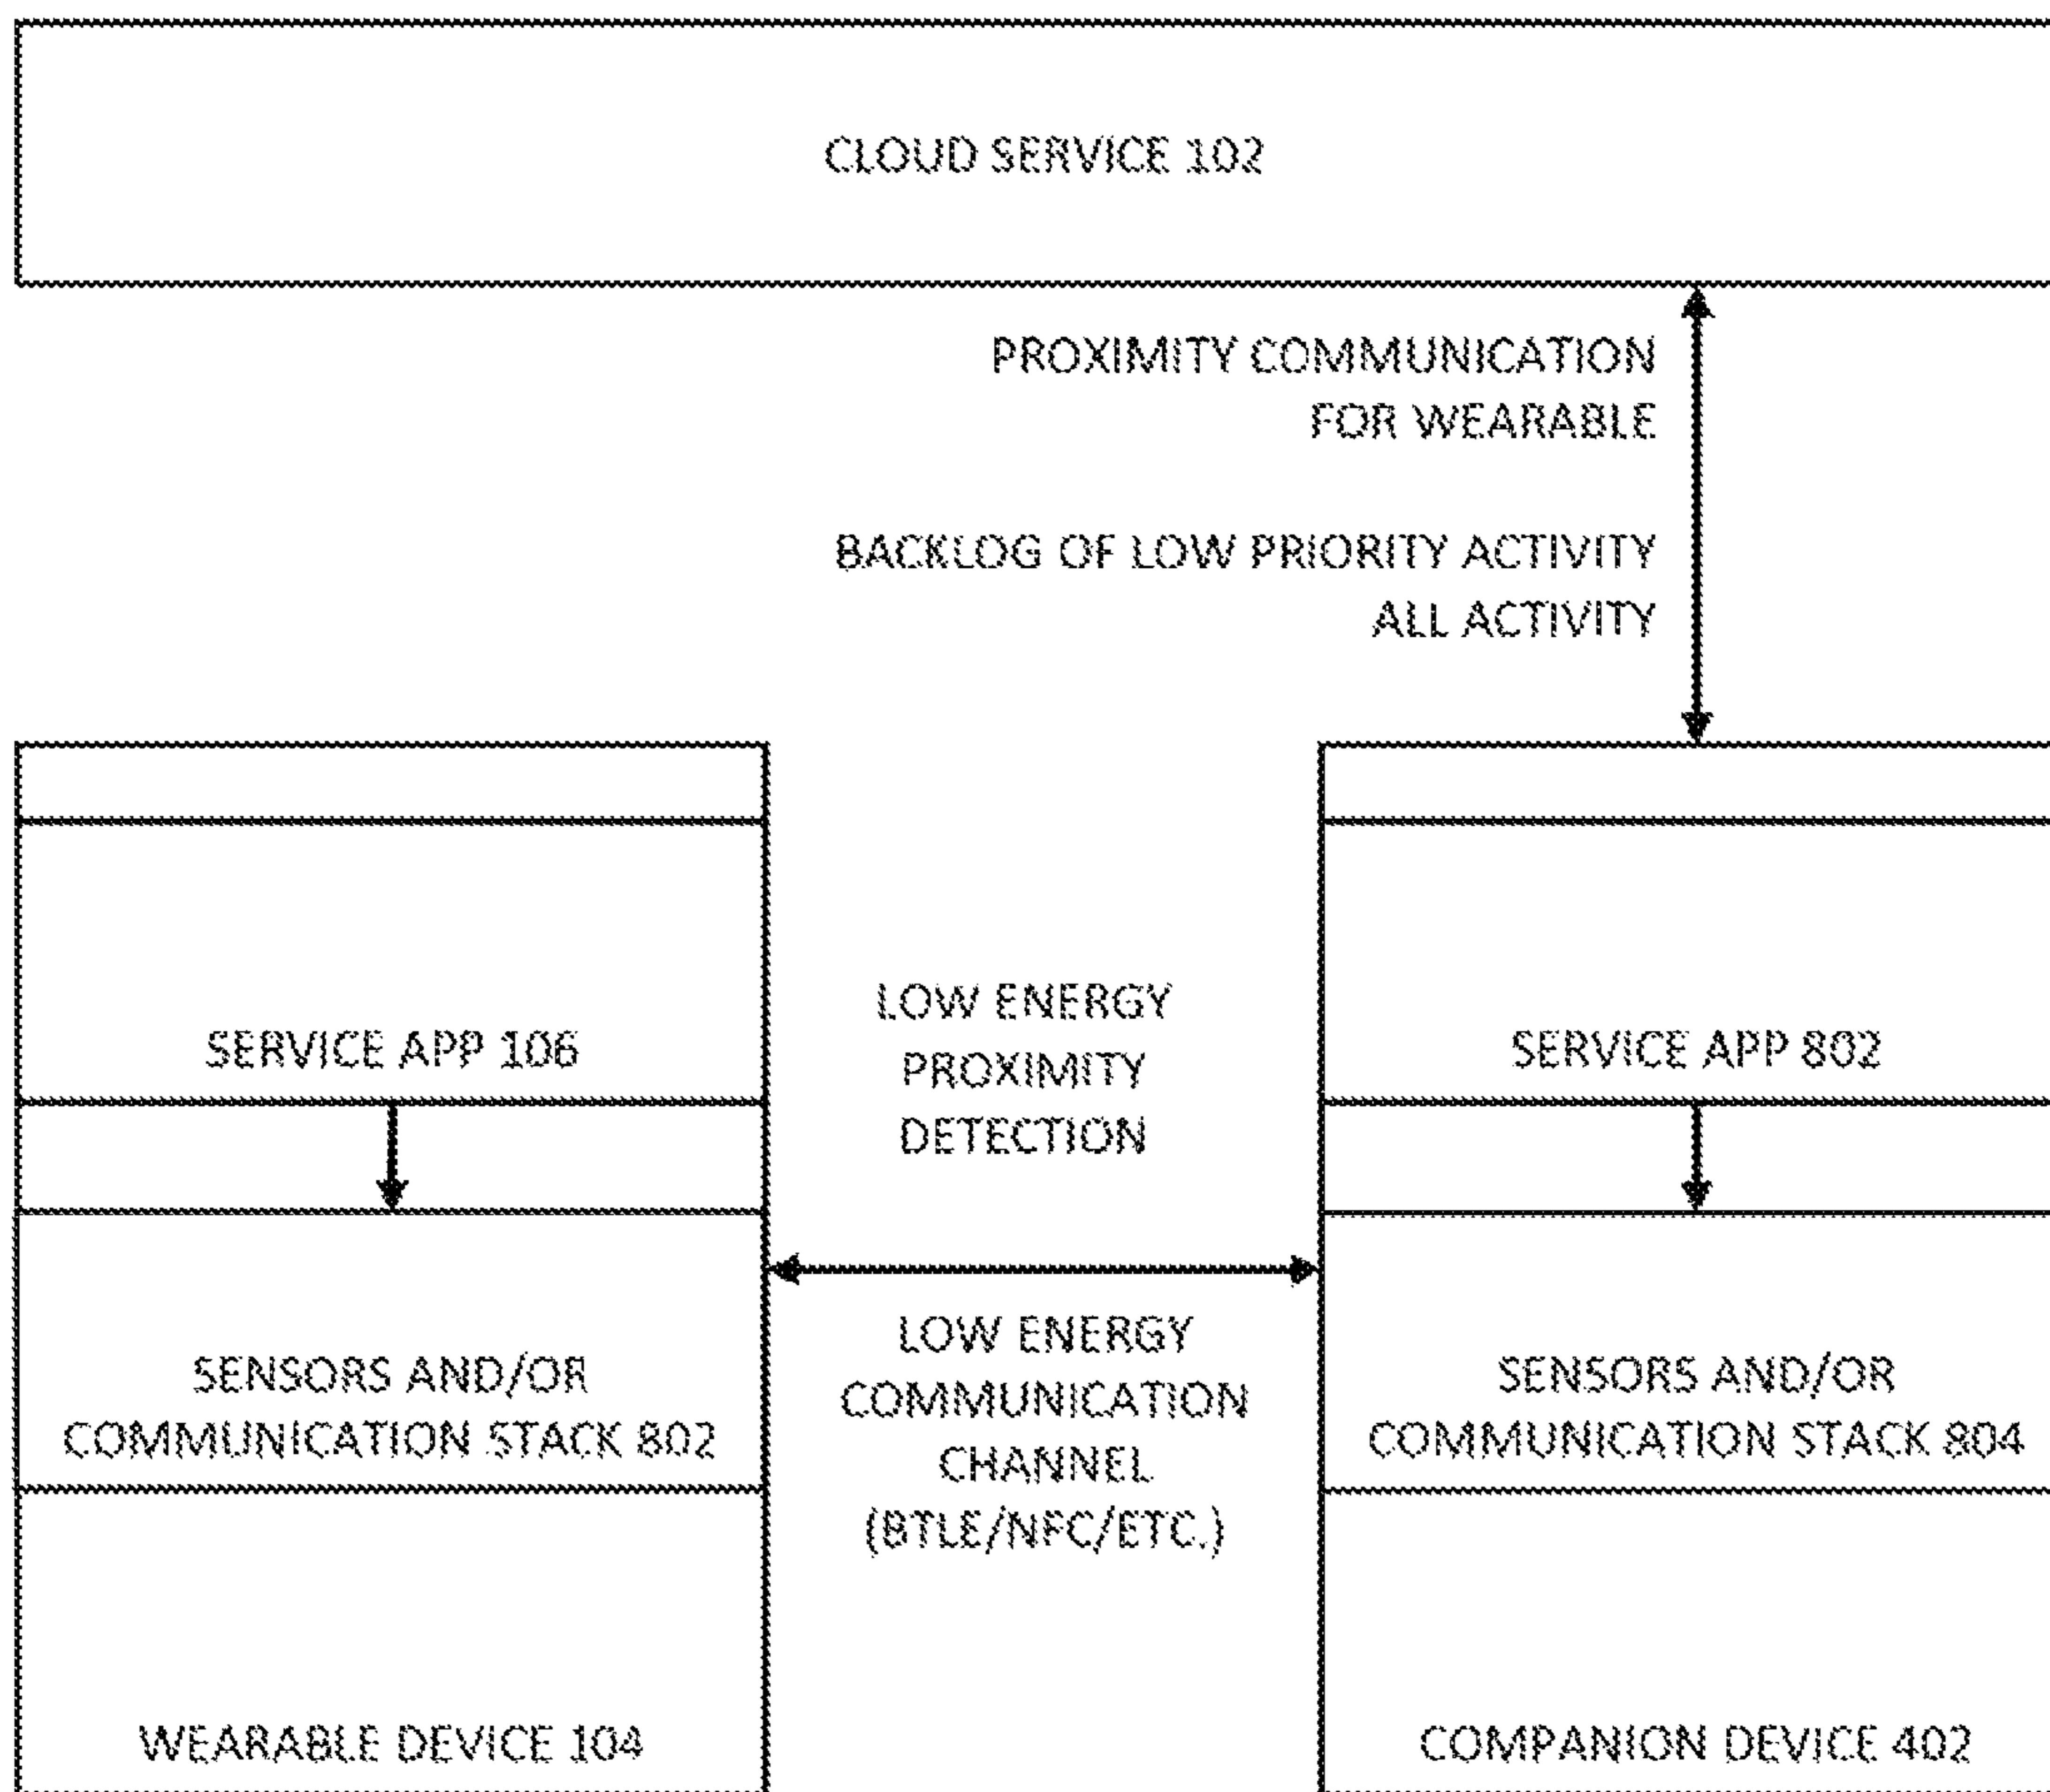 CLOUD SERVICE 102
PROXIMITY COMMUNICATION
FOR WEARABLE
BACKLOG OF LOW PRIORITY ACTIVITY
ALL ACTIVITY
SERVICE APP 106
LOW ENERGY
PROXIMITY
DETECTION
SERVICE APP 802
SENSORS AND/OR
COMMUNICATION STACK 802
LOW ENERGY
COMMUNICATION
CHANNEL
(BTLE/NFC/ETC.)
SENSORS AND/OR
COMMUNICATION STACK 804
WEARABLE DEVICE 104
COMPANION DEVICE 402